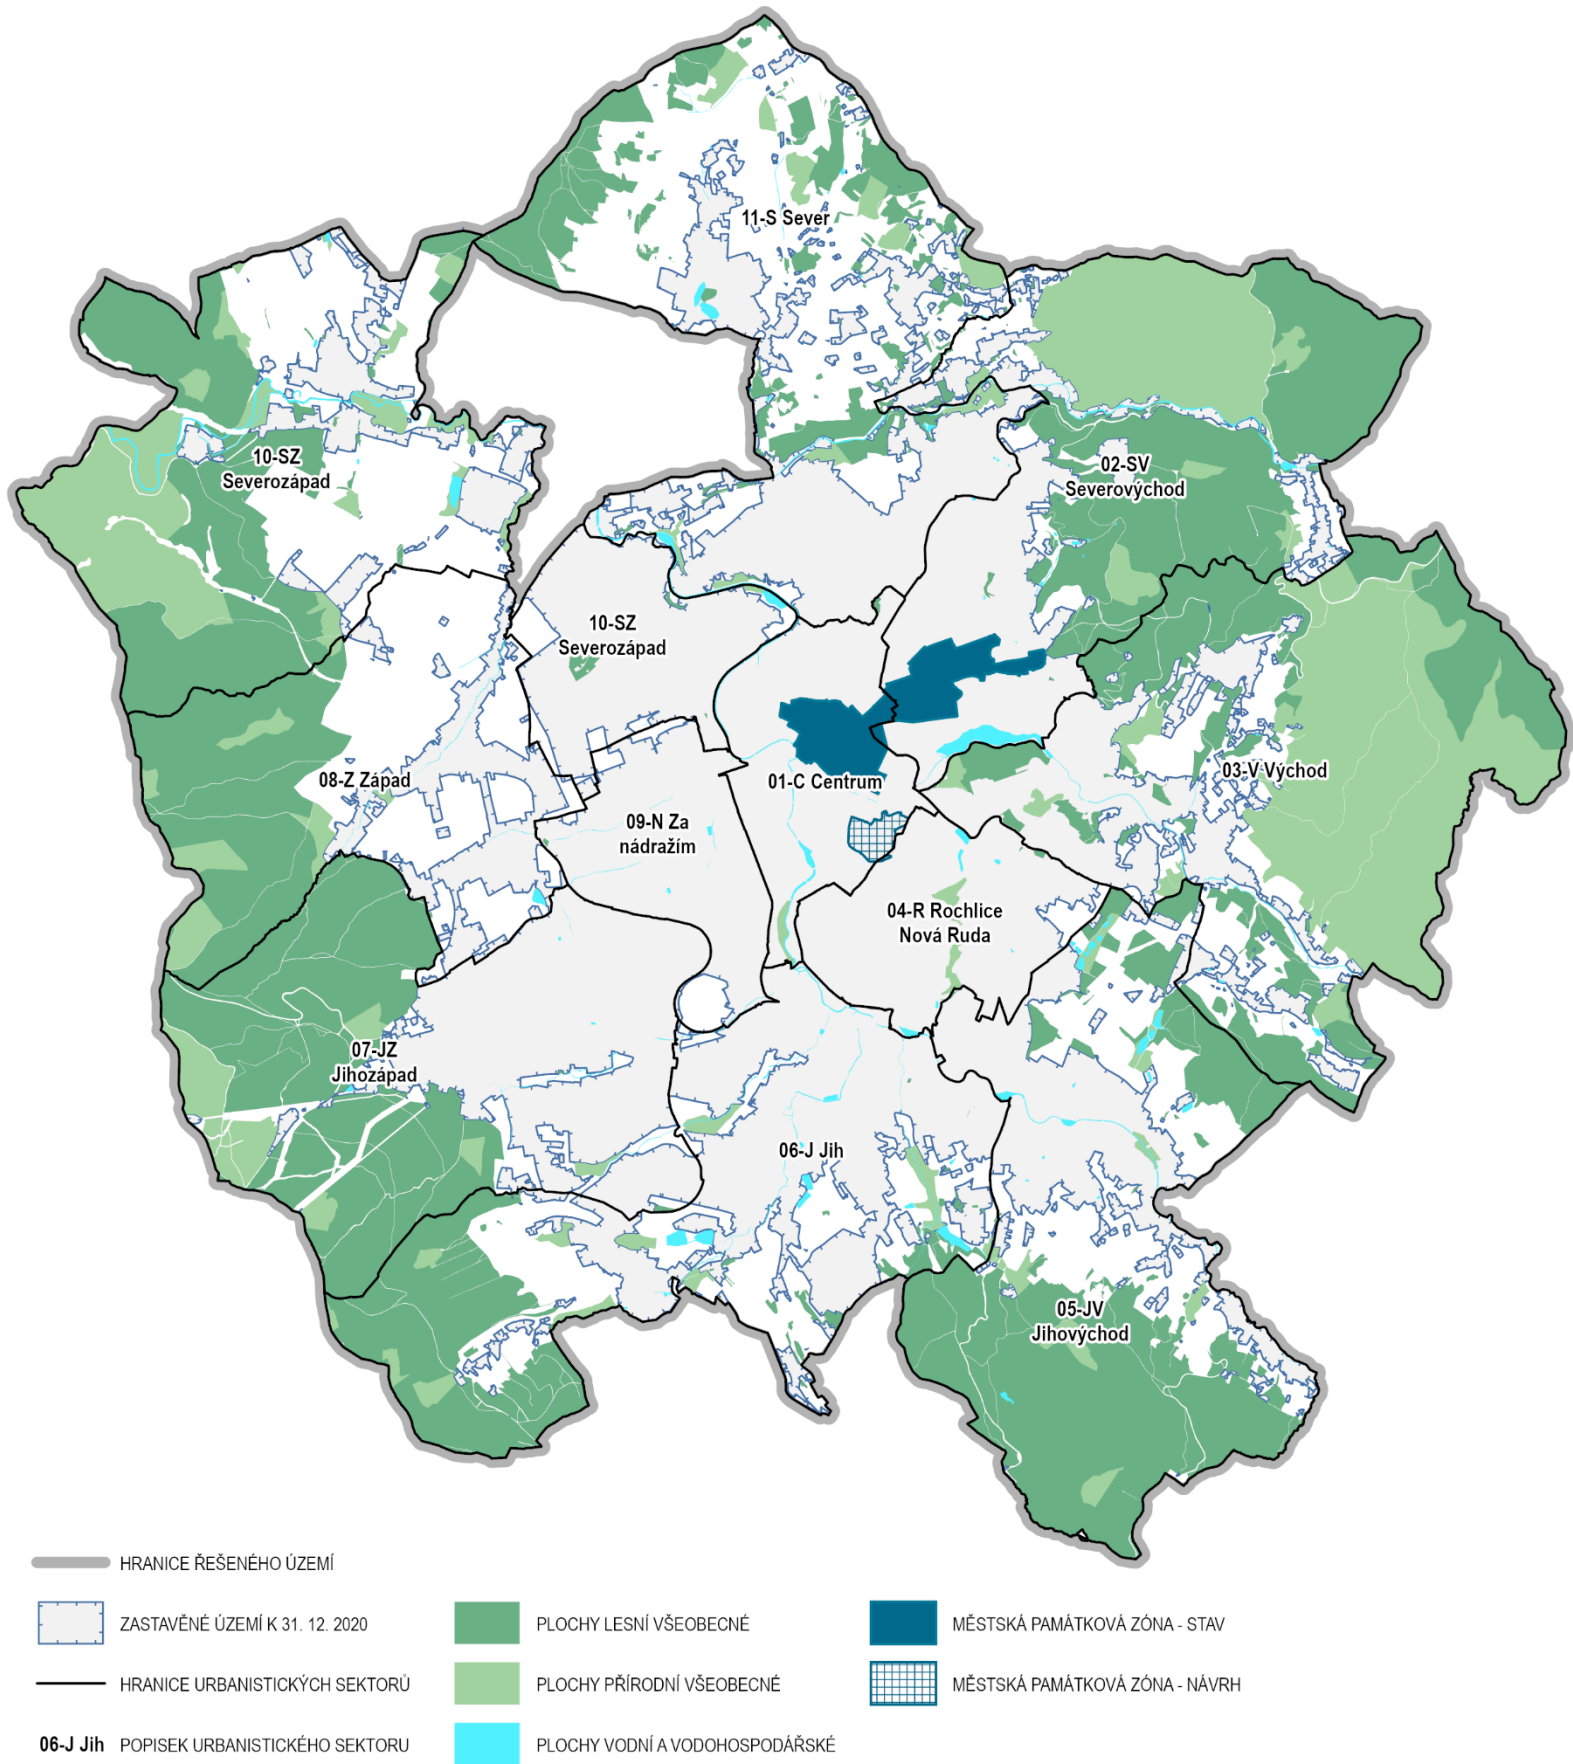 11-S Sever
10-SZ
Severozápad
02-SV
Severovýchod
10-SZ
Severozápad
08-Z Západ
01-C Centrum
03-V Východ
09-N Za
nádražím
04-R Rochlice
Nová Ruda
07-JZ
Jihozápad
06-J Jih
05-JV
Jihovýchod
HRANICE ŘEŠENÉHO ÚZEMÍ
ZASTAVĚNÉ ÚZEMÍ K 31. 12. 2020
PLOCHY LESNÍ VŠEOBECNÉ
MĚSTSKÁ PAMÁTKOVÁ ZÓNA - STAV
HRANICE URBANISTICKÝCH SEKTORŮ
PLOCHY PŘÍRODNÍ VŠEOBECNÉ
MĚSTSKÁ PAMÁTKOVÁ ZÓNA - NÁVRH
06-J Jih POPISEK URBANISTICKÉHO SEKTORU
PLOCHY VODNÍ A VODOHOSPODÁŘSKÉ